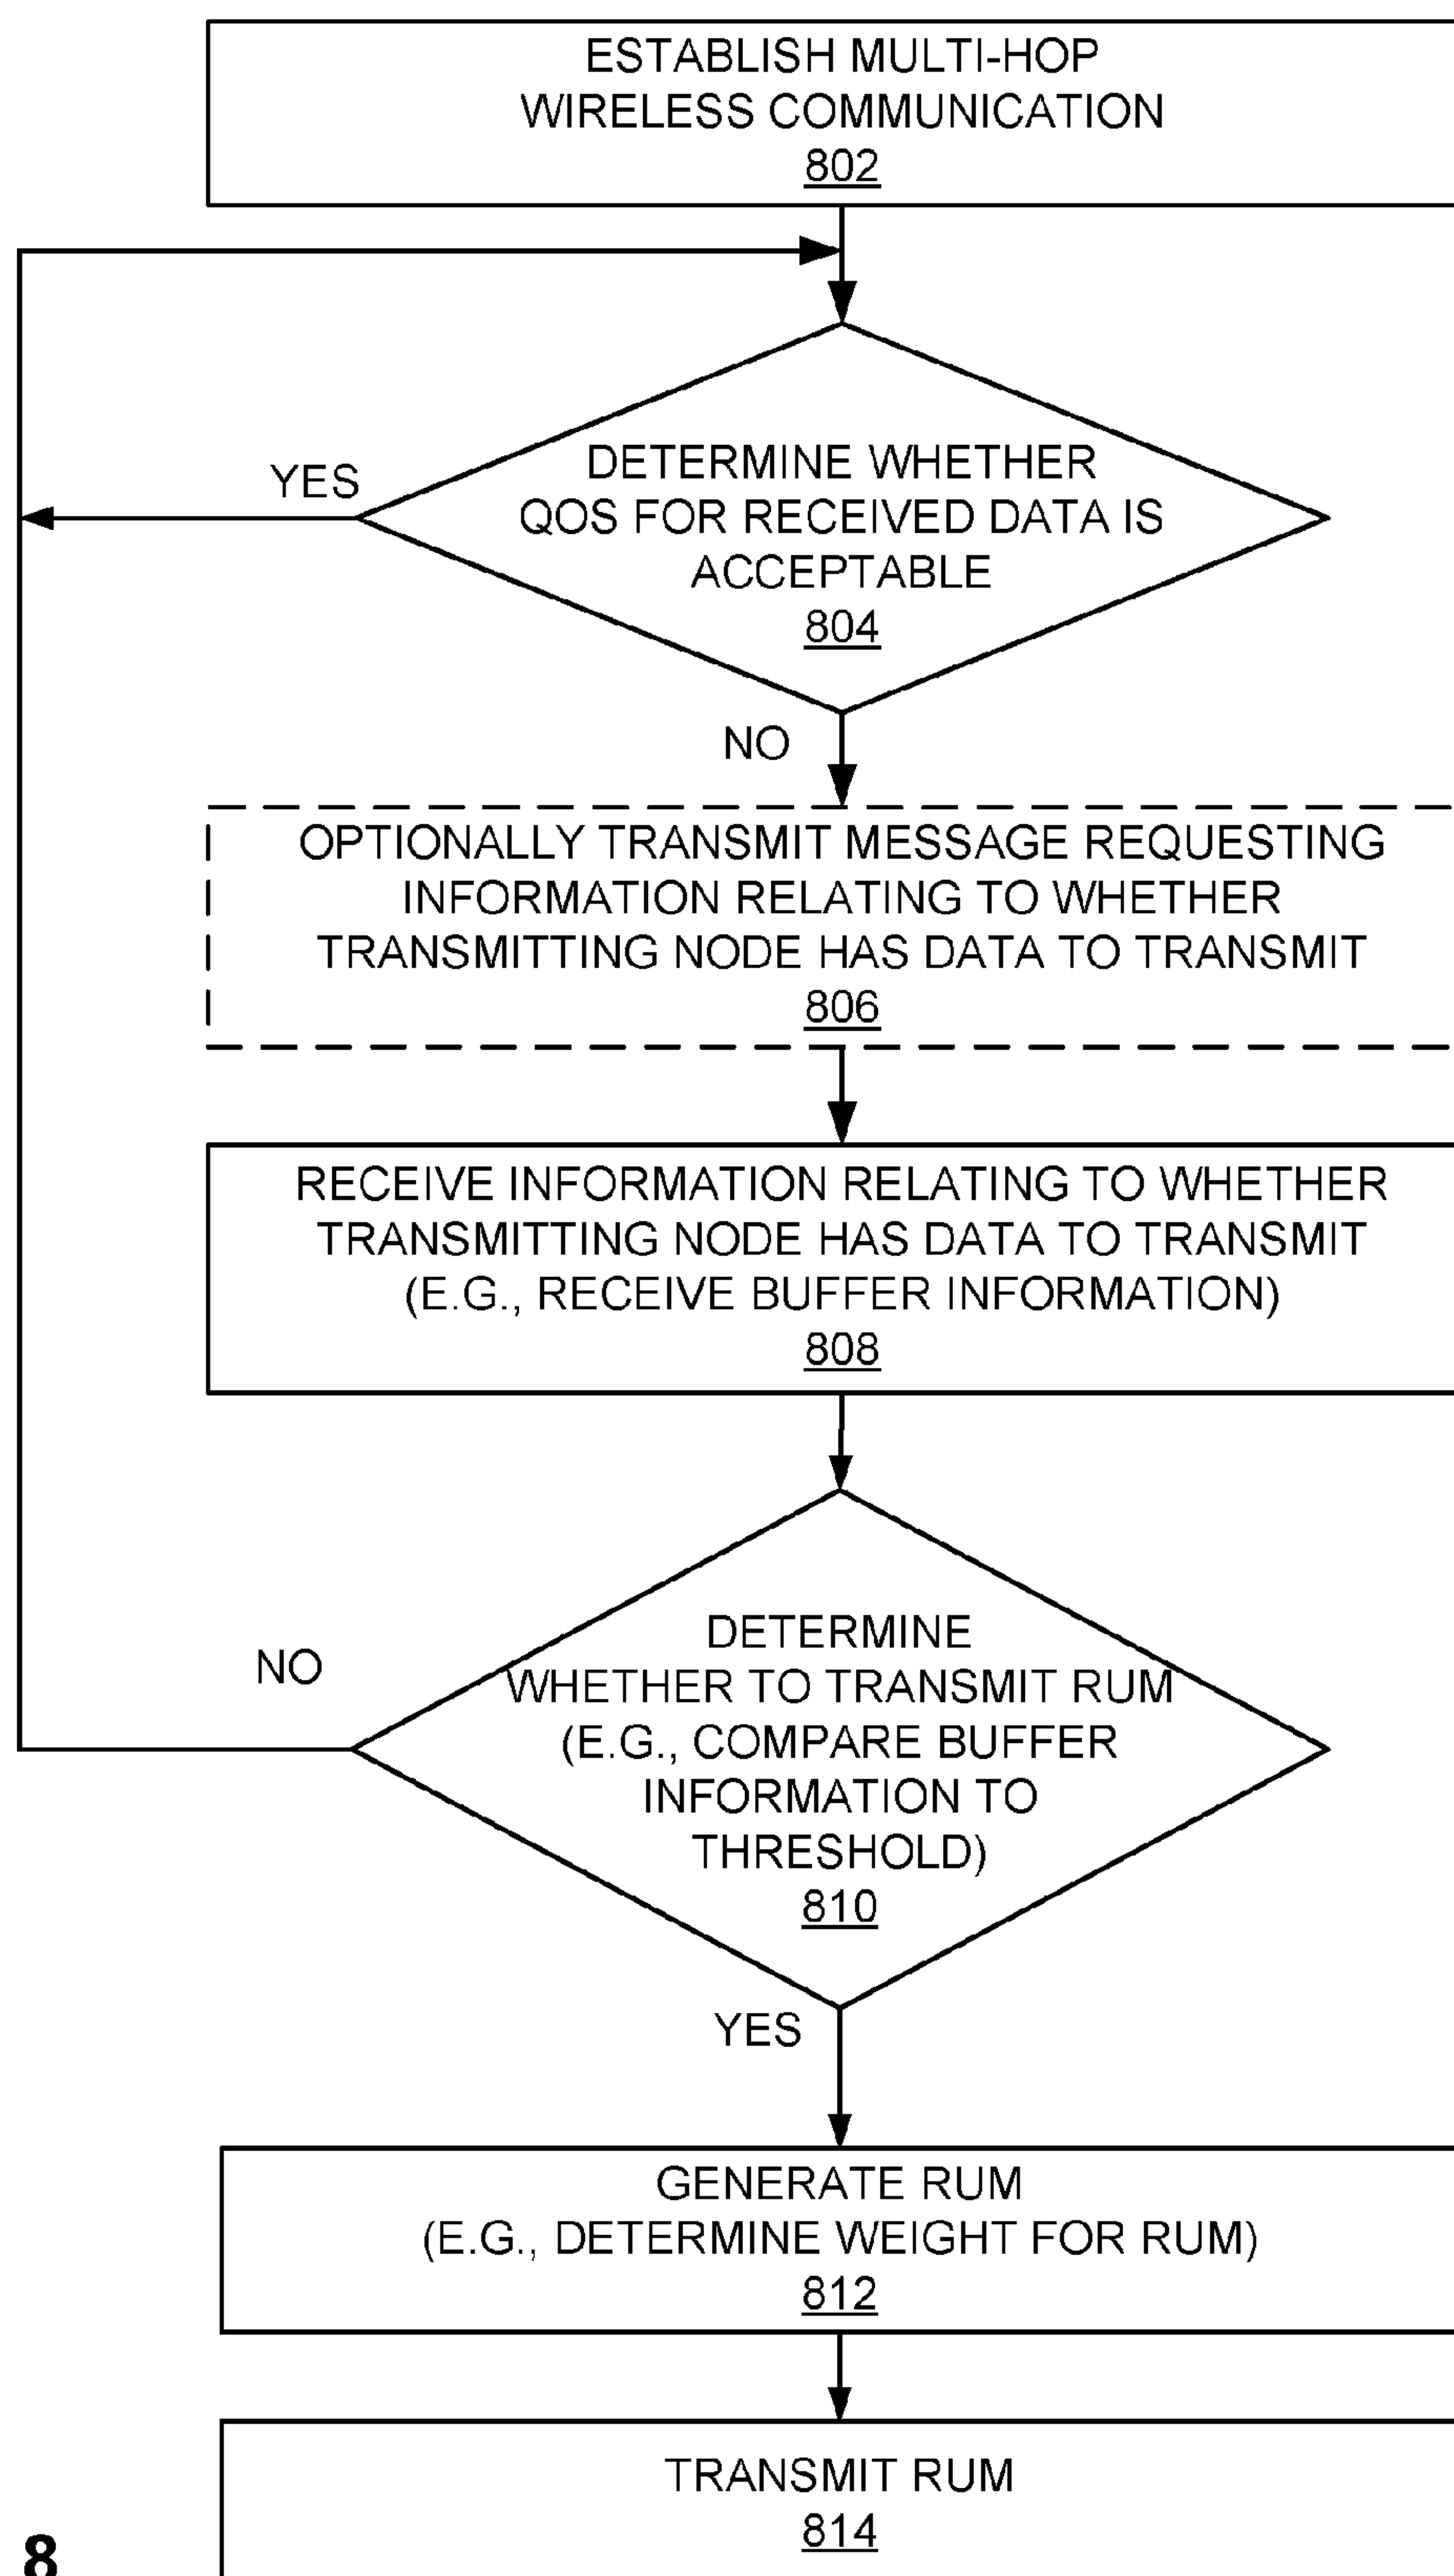 ESTABLISH MULTI-HOP
WIRELESS COMMUNICATION
802
YES
DETERMINE WHETHER
QOS FOR RECEIVED DATA IS
ACCEPTABLE
804
NO
OPTIONALLY TRANSMIT MESSAGE REQUESTING
INFORMATION RELATING TO WHETHER
TRANSMITTING NODE HAS DATA TO TRANSMIT
806
RECEIVE INFORMATION RELATING TO WHETHER
TRANSMITTING NODE HAS DATA TO TRANSMIT
(E.G., RECEIVE BUFFER INFORMATION)
808
NO
DETERMINE
WHETHER TO TRANSMIT RUM
(E.G., COMPARE BUFFER
INFORMATION TO
THRESHOLD)
810
YES
GENERATE RUM
(E.G., DETERMINE WEIGHT FOR RUM)
812
TRANSMIT RUM
814
8